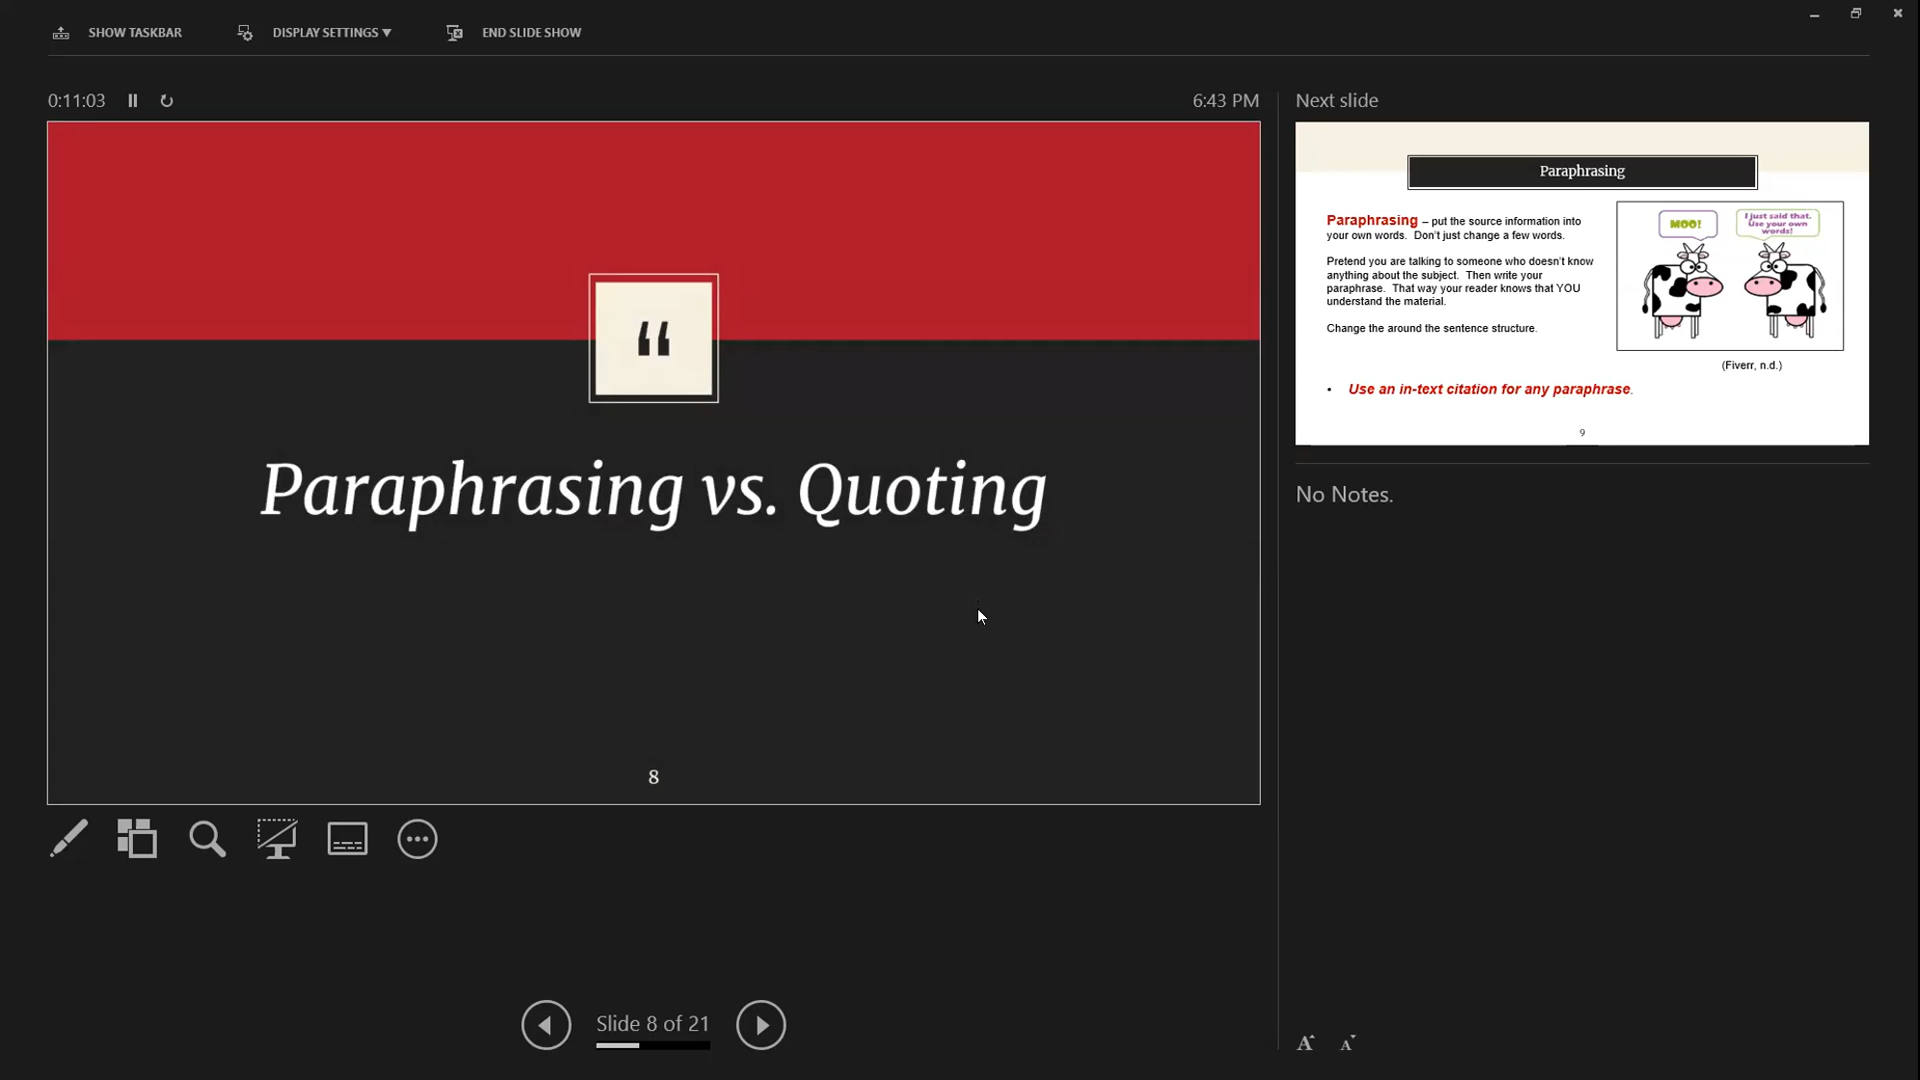 SHOW TASKBAR
DISPLAY SETTINGS ▼
END SLIDE SHOW
0:11:03
6:43 PM
“
Paraphrasing vs. Quoting
8
Slide 8 of 21
Next slide
Paraphrasing
Paraphrasing – put the source information into
your own words. Don't just change a few words.
Pretend you are talking to someone who doesn't know
anything about the subject. Then write your
paraphrase. That way your reader knows that YOU
understand the material.
Change the around the sentence structure.
MOO!
I just said that.
Use your own
words!
(Fiverr, n.d.)
• Use an in-text citation for any paraphrase.
9
No Notes.
A A